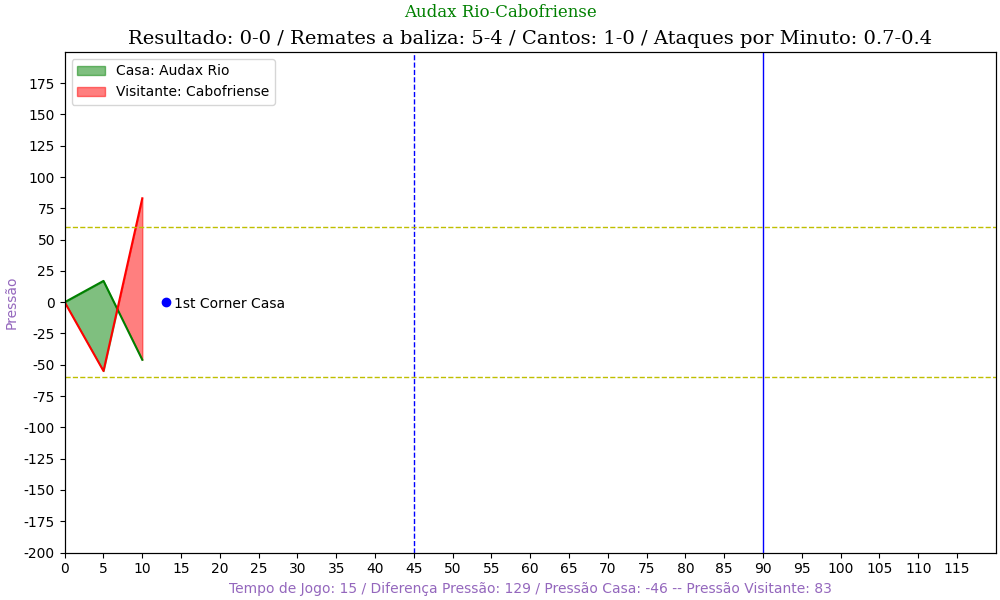 Audax Rio-Cabofriense
Resultado: 0-0 / Remates a baliza: 5-4 / Cantos: 1-0 / Ataques por Minuto: 0.7-0.4
Casa: Audax Rio
Visitante: Cabofriense
175
150
125
100
75
50
25
0
-25
-50
-75
-100
-125
-150
-175
-200
Pressão
1st Corner Casa
0 5 10 15 20 25 30 35 40 45 50 55 60 65 70 75 80 85 90 95 100 105 110 115
Tempo de Jogo: 15 / Diferença Pressão: 129 / Pressão Casa: -46 -- Pressão Visitante: 83